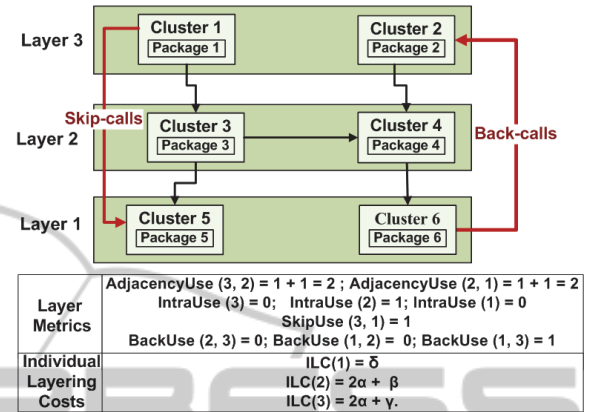 Layer 3
Cluster 1
Package 1
Cluster 2
Package 2
Skip-calls
Back-calls
Layer 2
Cluster 3
Package 3
Cluster 4
Package 4
Layer 1
Cluster 5
Package 5
Cluster 6
Package 6
Layer Metrics
AdjacencyUse (3, 2) = 1 + 1 = 2 ; AdjacencyUse (2, 1) = 1 + 1 = 2
IntraUse (3) = 0; IntraUse (2) = 1; IntraUse (1) = 0
SkipUse (3, 1) = 1
BackUse (2, 3) = 0; BackUse (1, 2) = 0; BackUse (1, 3) = 1
Individual Layering Costs
ILC(1) = δ
ILC(2) = 2α + β
ILC(3) = 2α + γ.